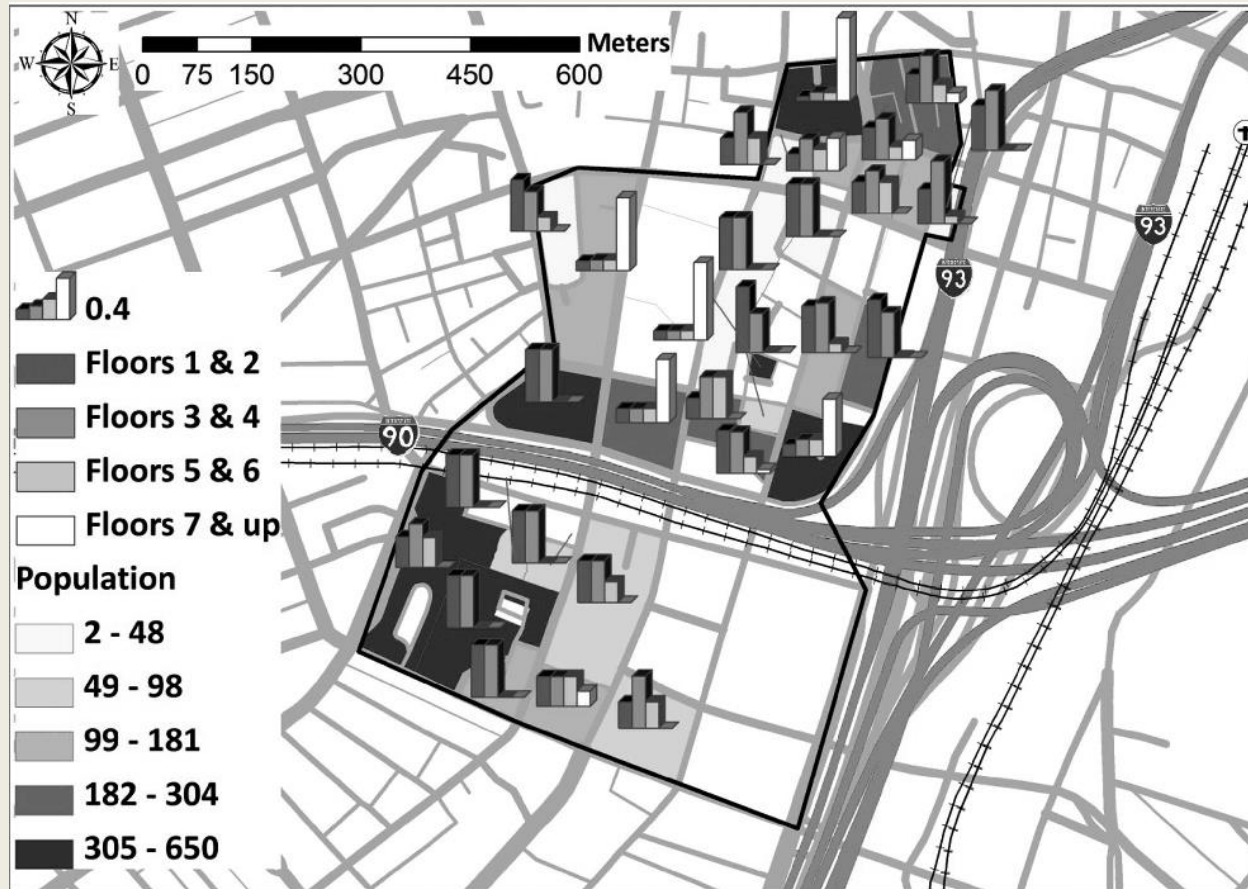 N
W E
S
Meters
0 75 150 300 450 600
0.4
Floors 1 & 2
Floors 3 & 4
Floors 5 & 6
Floors 7 & up
Population
2 - 48
49 - 98
99 - 181
182 - 304
305 - 650
93
93
90